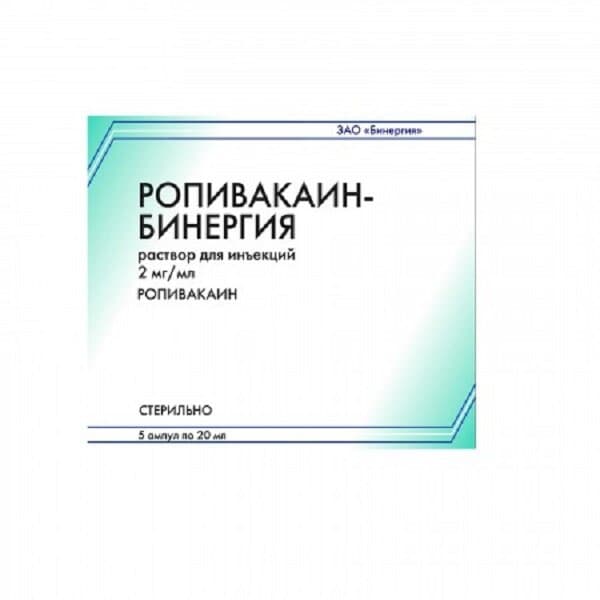 ЗАО «Бинергия»
РОПИВАКАИН-
БИНЕРГИЯ
раствор для инъекций
2 мг/мл
РОПИВАКАИН
СТЕРИЛЬНО
5 ампул по 20 мл